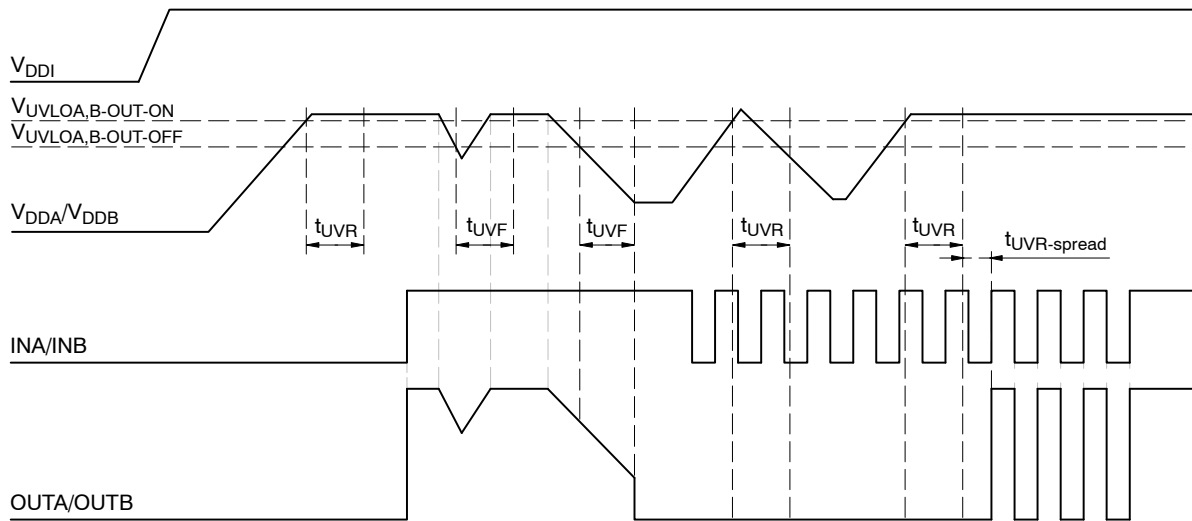 VDDI
VUVLOA,B-OUT-ON
VUVLOA,B-OUT-OFF
VDDA/VDDB
tUVR
tUVF
tUVF
tUVR
tUVR
tUVR-spread
INA/INB
OUTA/OUTB